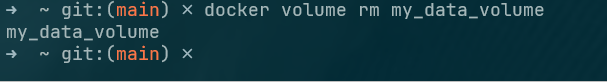 → ~ git:(main) × docker volume rm my_data_volume
my_data_volume
→ ~ git:(main) ×